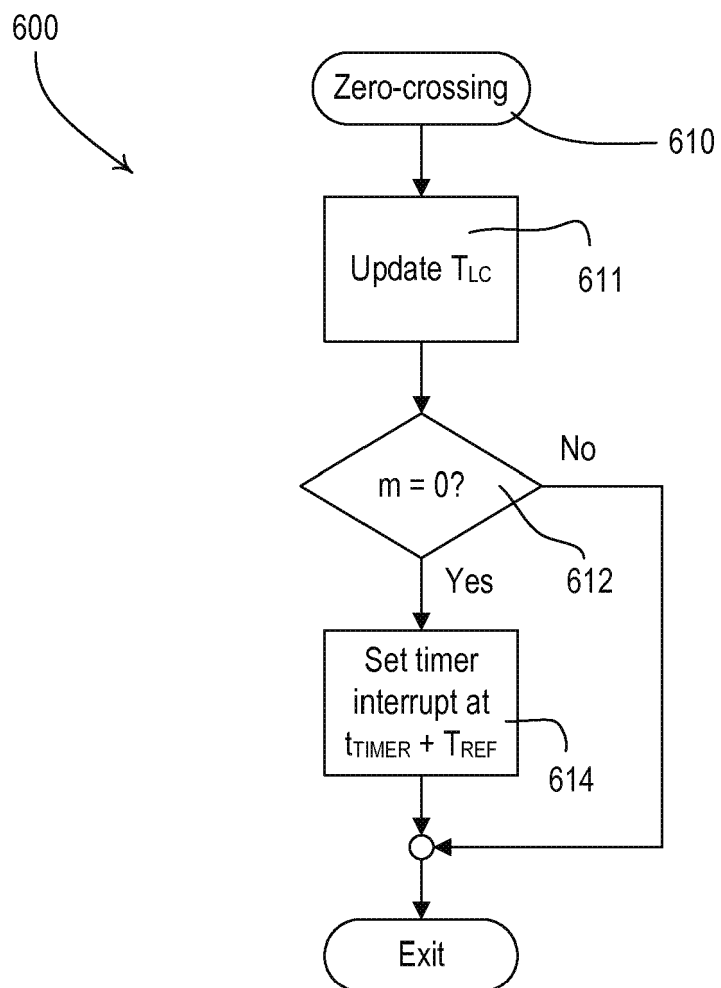 600
Zero-crossing
610
Update TLC
611
m = 0?
No
612
Yes
Set timer
interrupt at
tTIMER + TREF
614
Exit